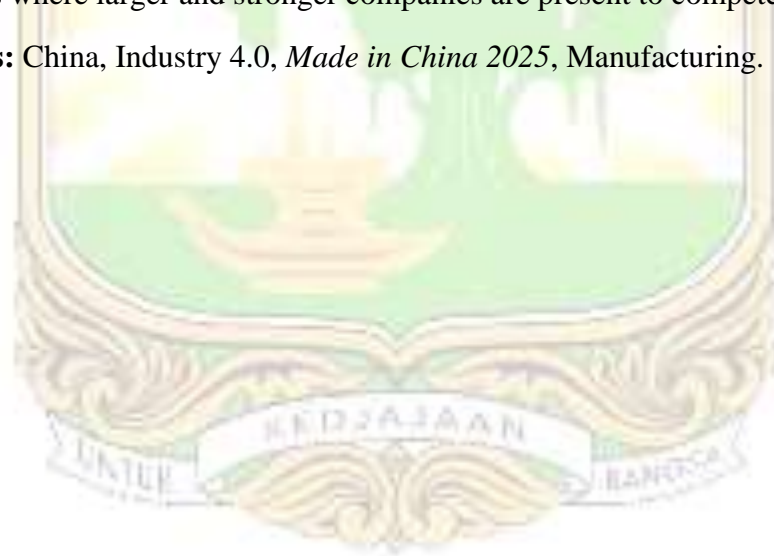 where larger and stronger companies are present to compete
: China, Industry 4.0, Made in China 2025, Manufacturing.
KEDJAJAAN
UNTUK BANGSA